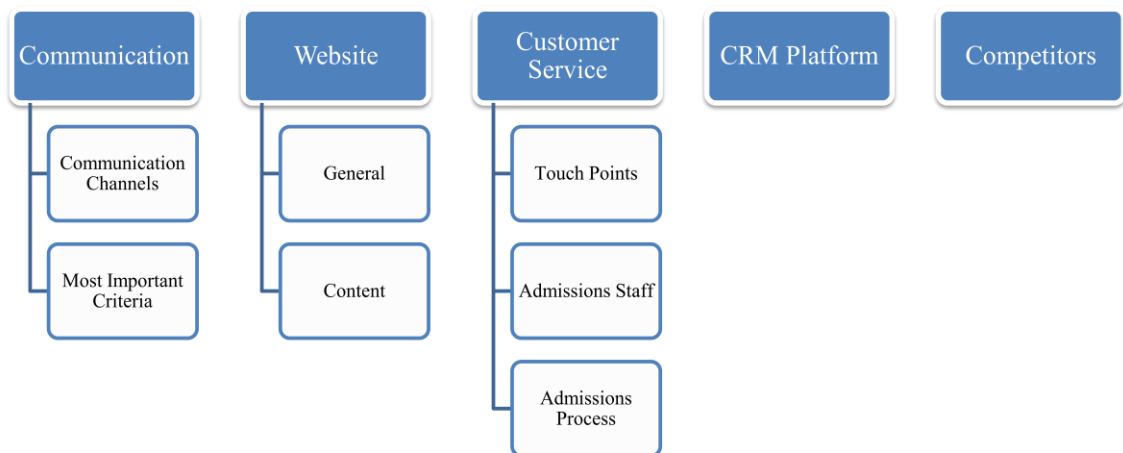 Communication
Website
Customer
Service
CRM Platform
Competitors
Communication
Channels
Most Important
Criteria
General
Content
Touch Points
Admissions Staff
Admissions
Process